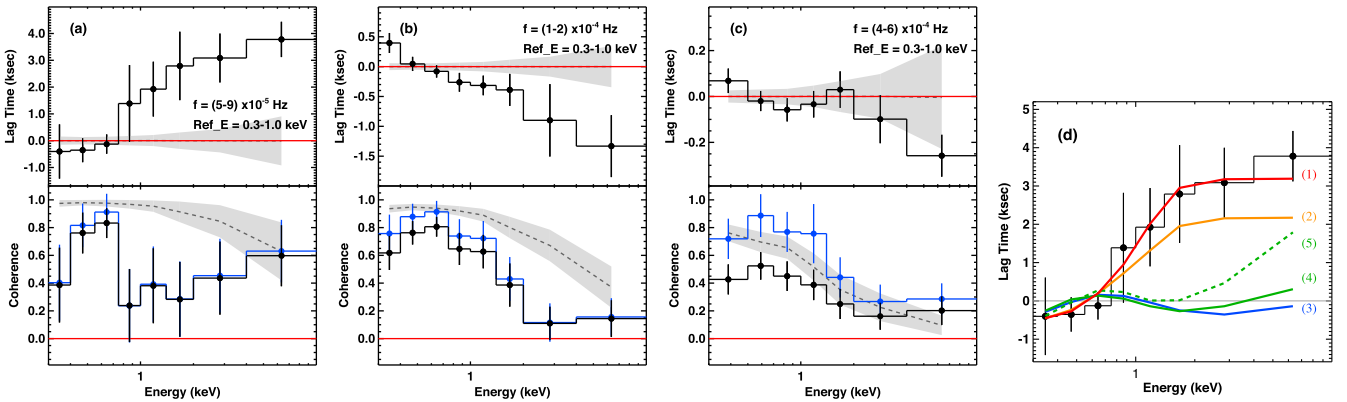 (a)
f = (5-9) x10⁻⁵ Hz
Ref_E = 0.3-1.0 keV
Lag Time (ksec)
4.0
3.0
2.0
1.0
0.0
-1.0
Coherence
1.0
0.8
0.6
0.4
0.2
0.0
1
Energy (keV)
(b)
f = (1-2) x10⁻⁴ Hz
Ref_E = 0.3-1.0 keV
Lag Time (ksec)
0.5
0.0
-0.5
-1.0
-1.5
Coherence
1.0
0.8
0.6
0.4
0.2
0.0
1
Energy (keV)
(c)
f = (4-6) x10⁻⁴ Hz
Ref_E = 0.3-1.0 keV
Lag Time (ksec)
0.2
0.0
-0.2
Coherence
1.0
0.8
0.6
0.4
0.2
0.0
1
Energy (keV)
(d)
Lag Time (ksec)
5
4
3
2
1
0
-1
(1)
(2)
(5)
(4)
(3)
1
Energy (keV)